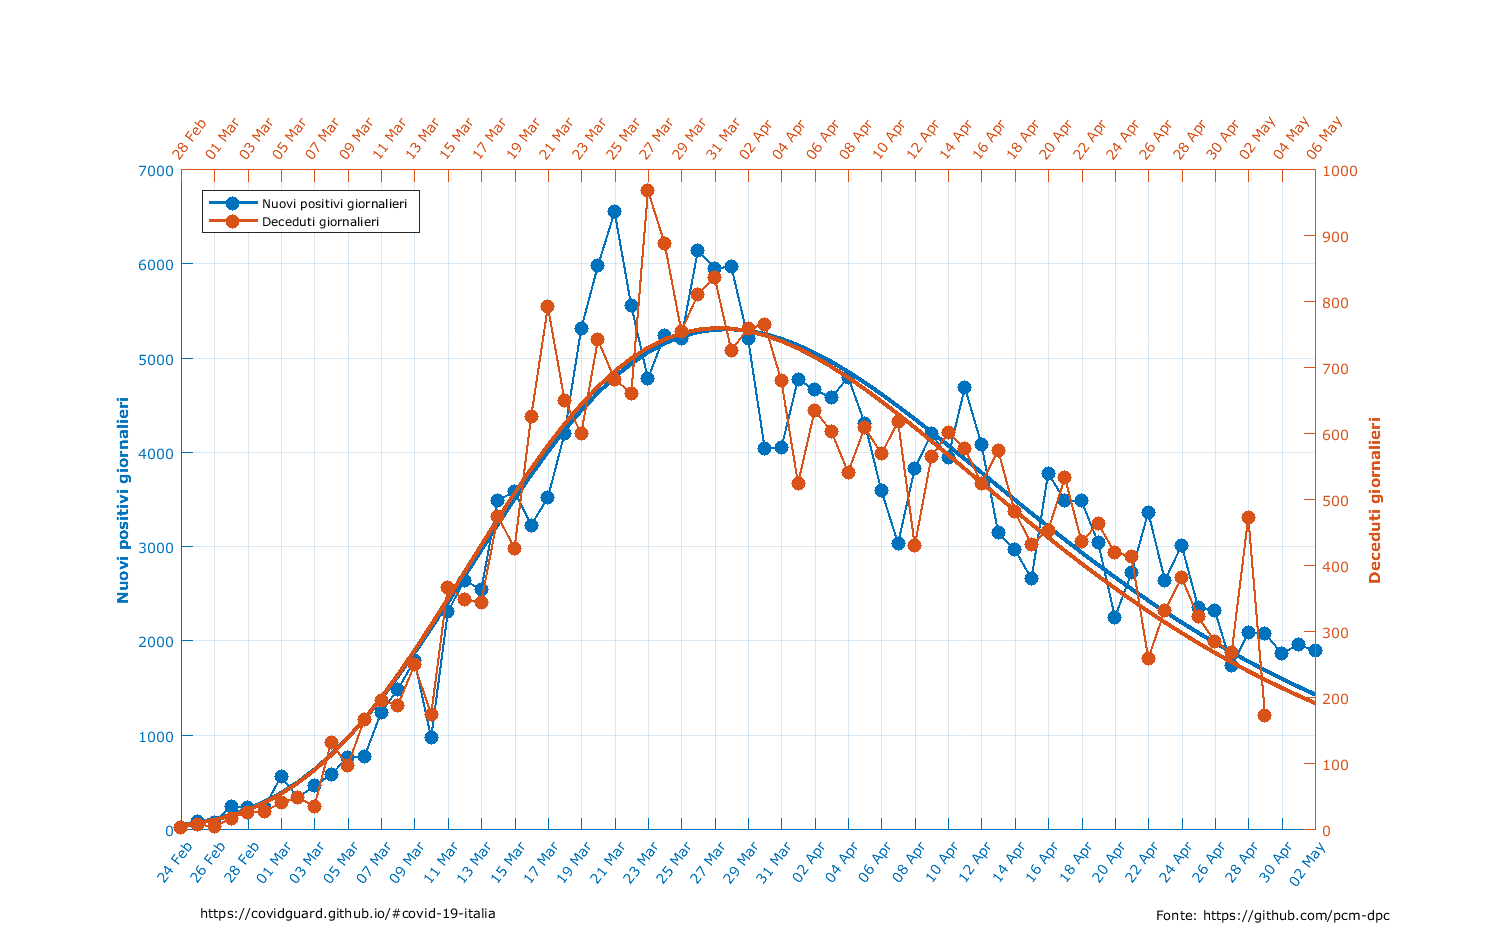 28 Feb
01 Mar
03 Mar
05 Mar
07 Mar
09 Mar
11 Mar
13 Mar
15 Mar
17 Mar
19 Mar
21 Mar
23 Mar
25 Mar
27 Mar
29 Mar
31 Mar
02 Apr
04 Apr
06 Apr
08 Apr
10 Apr
12 Apr
14 Apr
16 Apr
18 Apr
20 Apr
22 Apr
24 Apr
26 Apr
28 Apr
30 Apr
02 May
04 May
06 May
Nuovi positivi giornalieri
Deceduti giornalieri
7000
6000
5000
4000
3000
2000
1000
0
Nuovi positivi giornalieri
1000
900
800
700
600
500
400
300
200
100
0
Deceduti giornalieri
24 Feb
26 Feb
28 Feb
01 Mar
03 Mar
05 Mar
07 Mar
09 Mar
11 Mar
13 Mar
15 Mar
17 Mar
19 Mar
21 Mar
23 Mar
25 Mar
27 Mar
29 Mar
31 Mar
02 Apr
04 Apr
06 Apr
08 Apr
10 Apr
12 Apr
14 Apr
16 Apr
18 Apr
20 Apr
22 Apr
24 Apr
26 Apr
28 Apr
30 Apr
02 May
https://covidguard.github.io/#covid-19-italia
Fonte: https://github.com/pcm-dpc